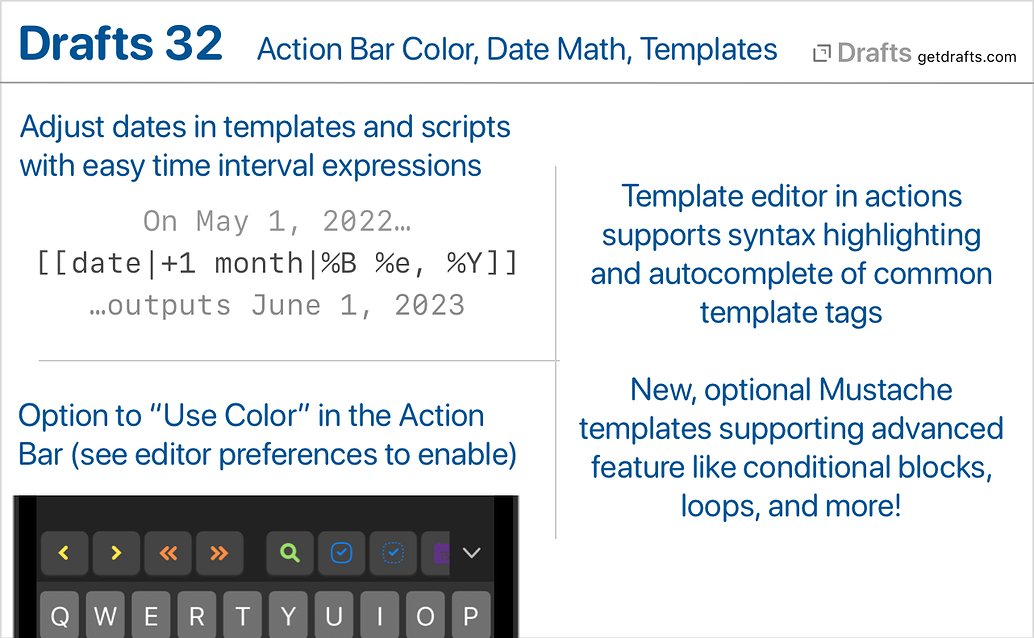 Drafts 32 Action Bar Color, Date Math, Templates Drafts getdrafts.com
Adjust dates in templates and scripts
with easy time interval expressions
On May 1, 2022…
[[date|+1 month|%B %e, %Y]]
…outputs June 1, 2023
Option to “Use Color” in the Action
Bar (see editor preferences to enable)
Q W E R T Y U I O P
Template editor in actions
supports syntax highlighting
and autocomplete of common
template tags
New, optional Mustache
templates supporting advanced
feature like conditional blocks,
loops, and more!